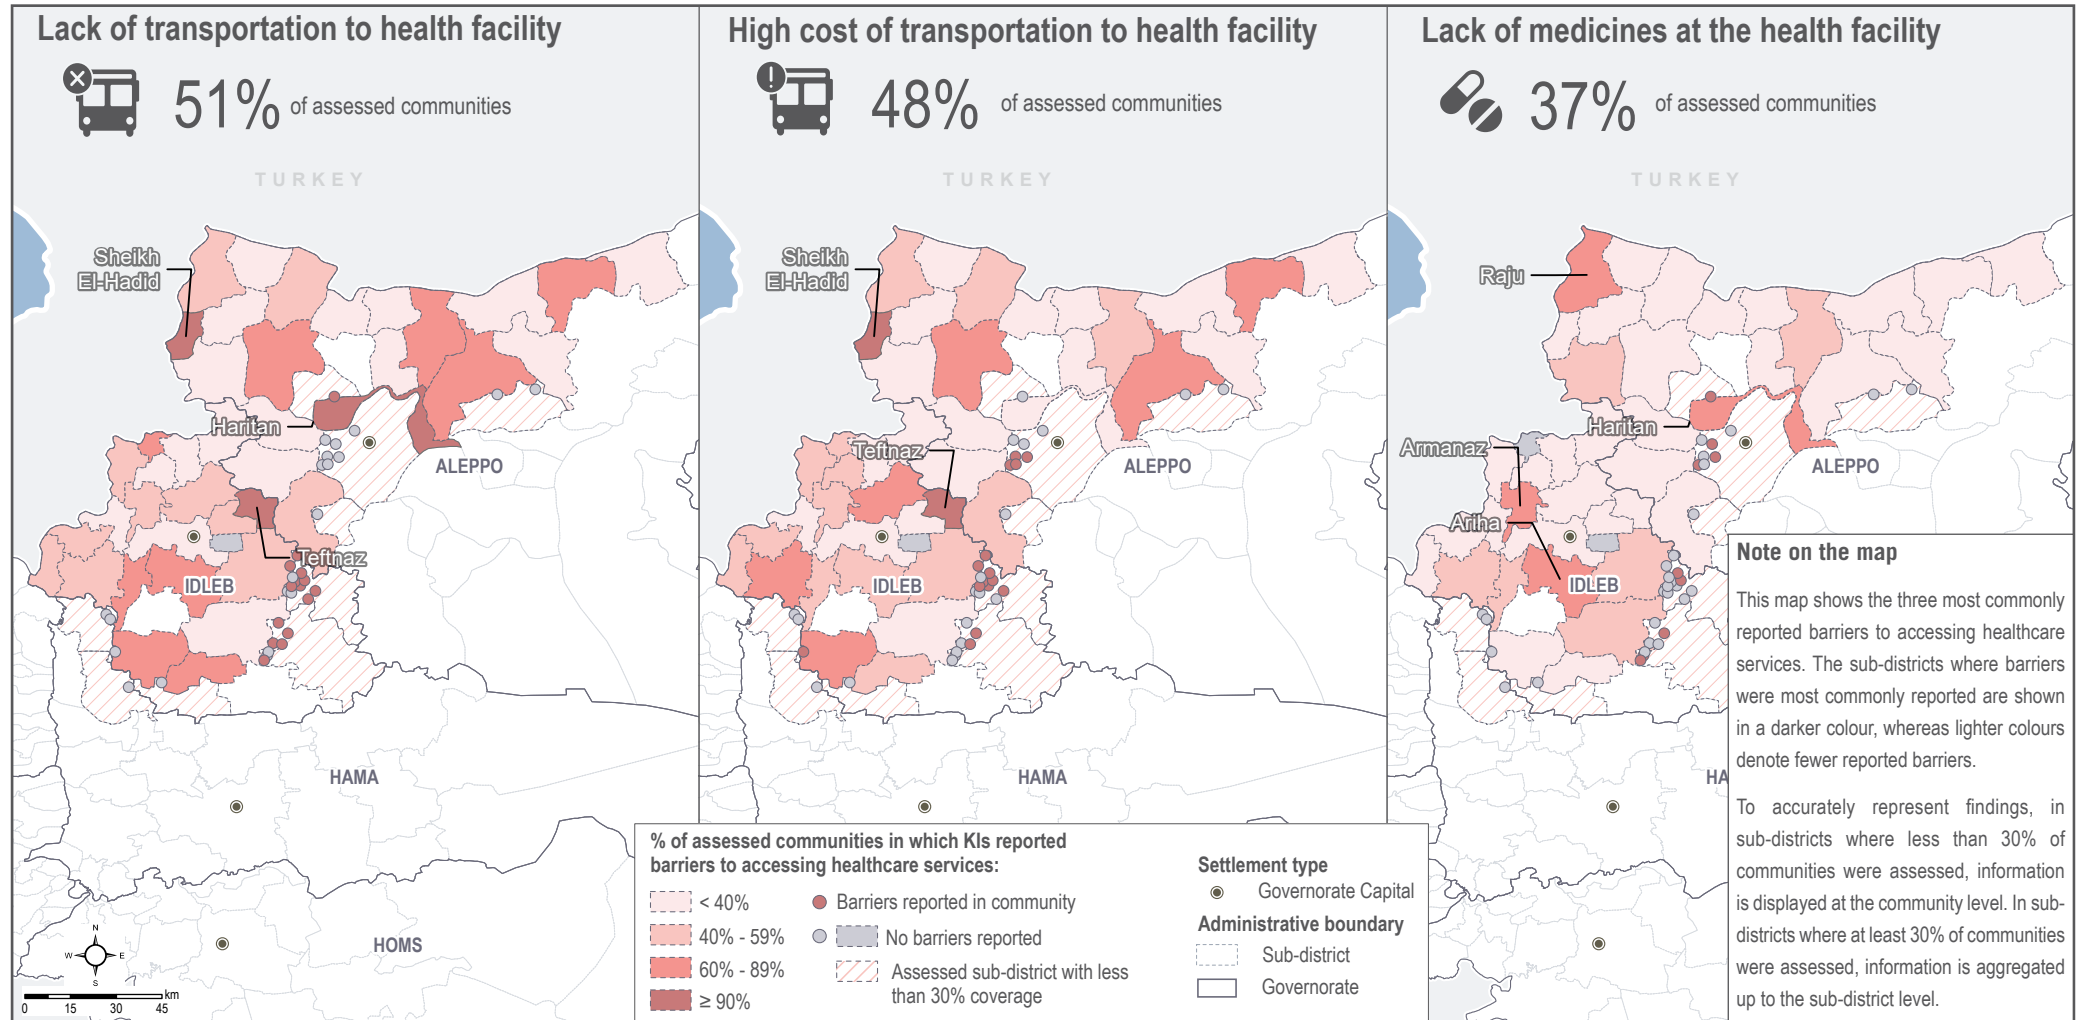 Lack of transportation to health facility
51% of assessed communities
TURKEY
Sheikh
El-Hadid
Haritan
ALEPPO
Teftnaz
IDLEB
HAMA
HOMS
N
W E
S
km
0 15 30 45
High cost of transportation to health facility
48% of assessed communities
TURKEY
Sheikh
El-Hadid
Teftnaz
ALEPPO
IDLEB
HAMA
Lack of medicines at the health facility
37% of assessed communities
TURKEY
Raju
Haritan
Armanaz
ALEPPO
Ariha
IDLEB
HA
% of assessed communities in which KIs reported
barriers to accessing healthcare services:
< 40%
40% - 59%
60% - 89%
≥ 90%
Barriers reported in community
No barriers reported
Assessed sub-district with less
than 30% coverage
Settlement type
Governorate Capital
Administrative boundary
Sub-district
Governorate
Note on the map
This map shows the three most commonly
reported barriers to accessing healthcare
services. The sub-districts where barriers
were most commonly reported are shown
in a darker colour, whereas lighter colours
denote fewer reported barriers.
To accurately represent findings, in
sub-districts where less than 30% of
communities were assessed, information
is displayed at the community level. In sub-
districts where at least 30% of communities
were assessed, information is aggregated
up to the sub-district level.